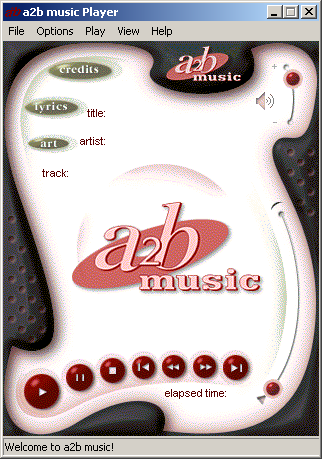 a2b music Player
File Options Play View Help
credits
a2b
music
lyrics
title:
art
artist:
track:
a2b
music
elapsed time:
Welcome to a2b music!